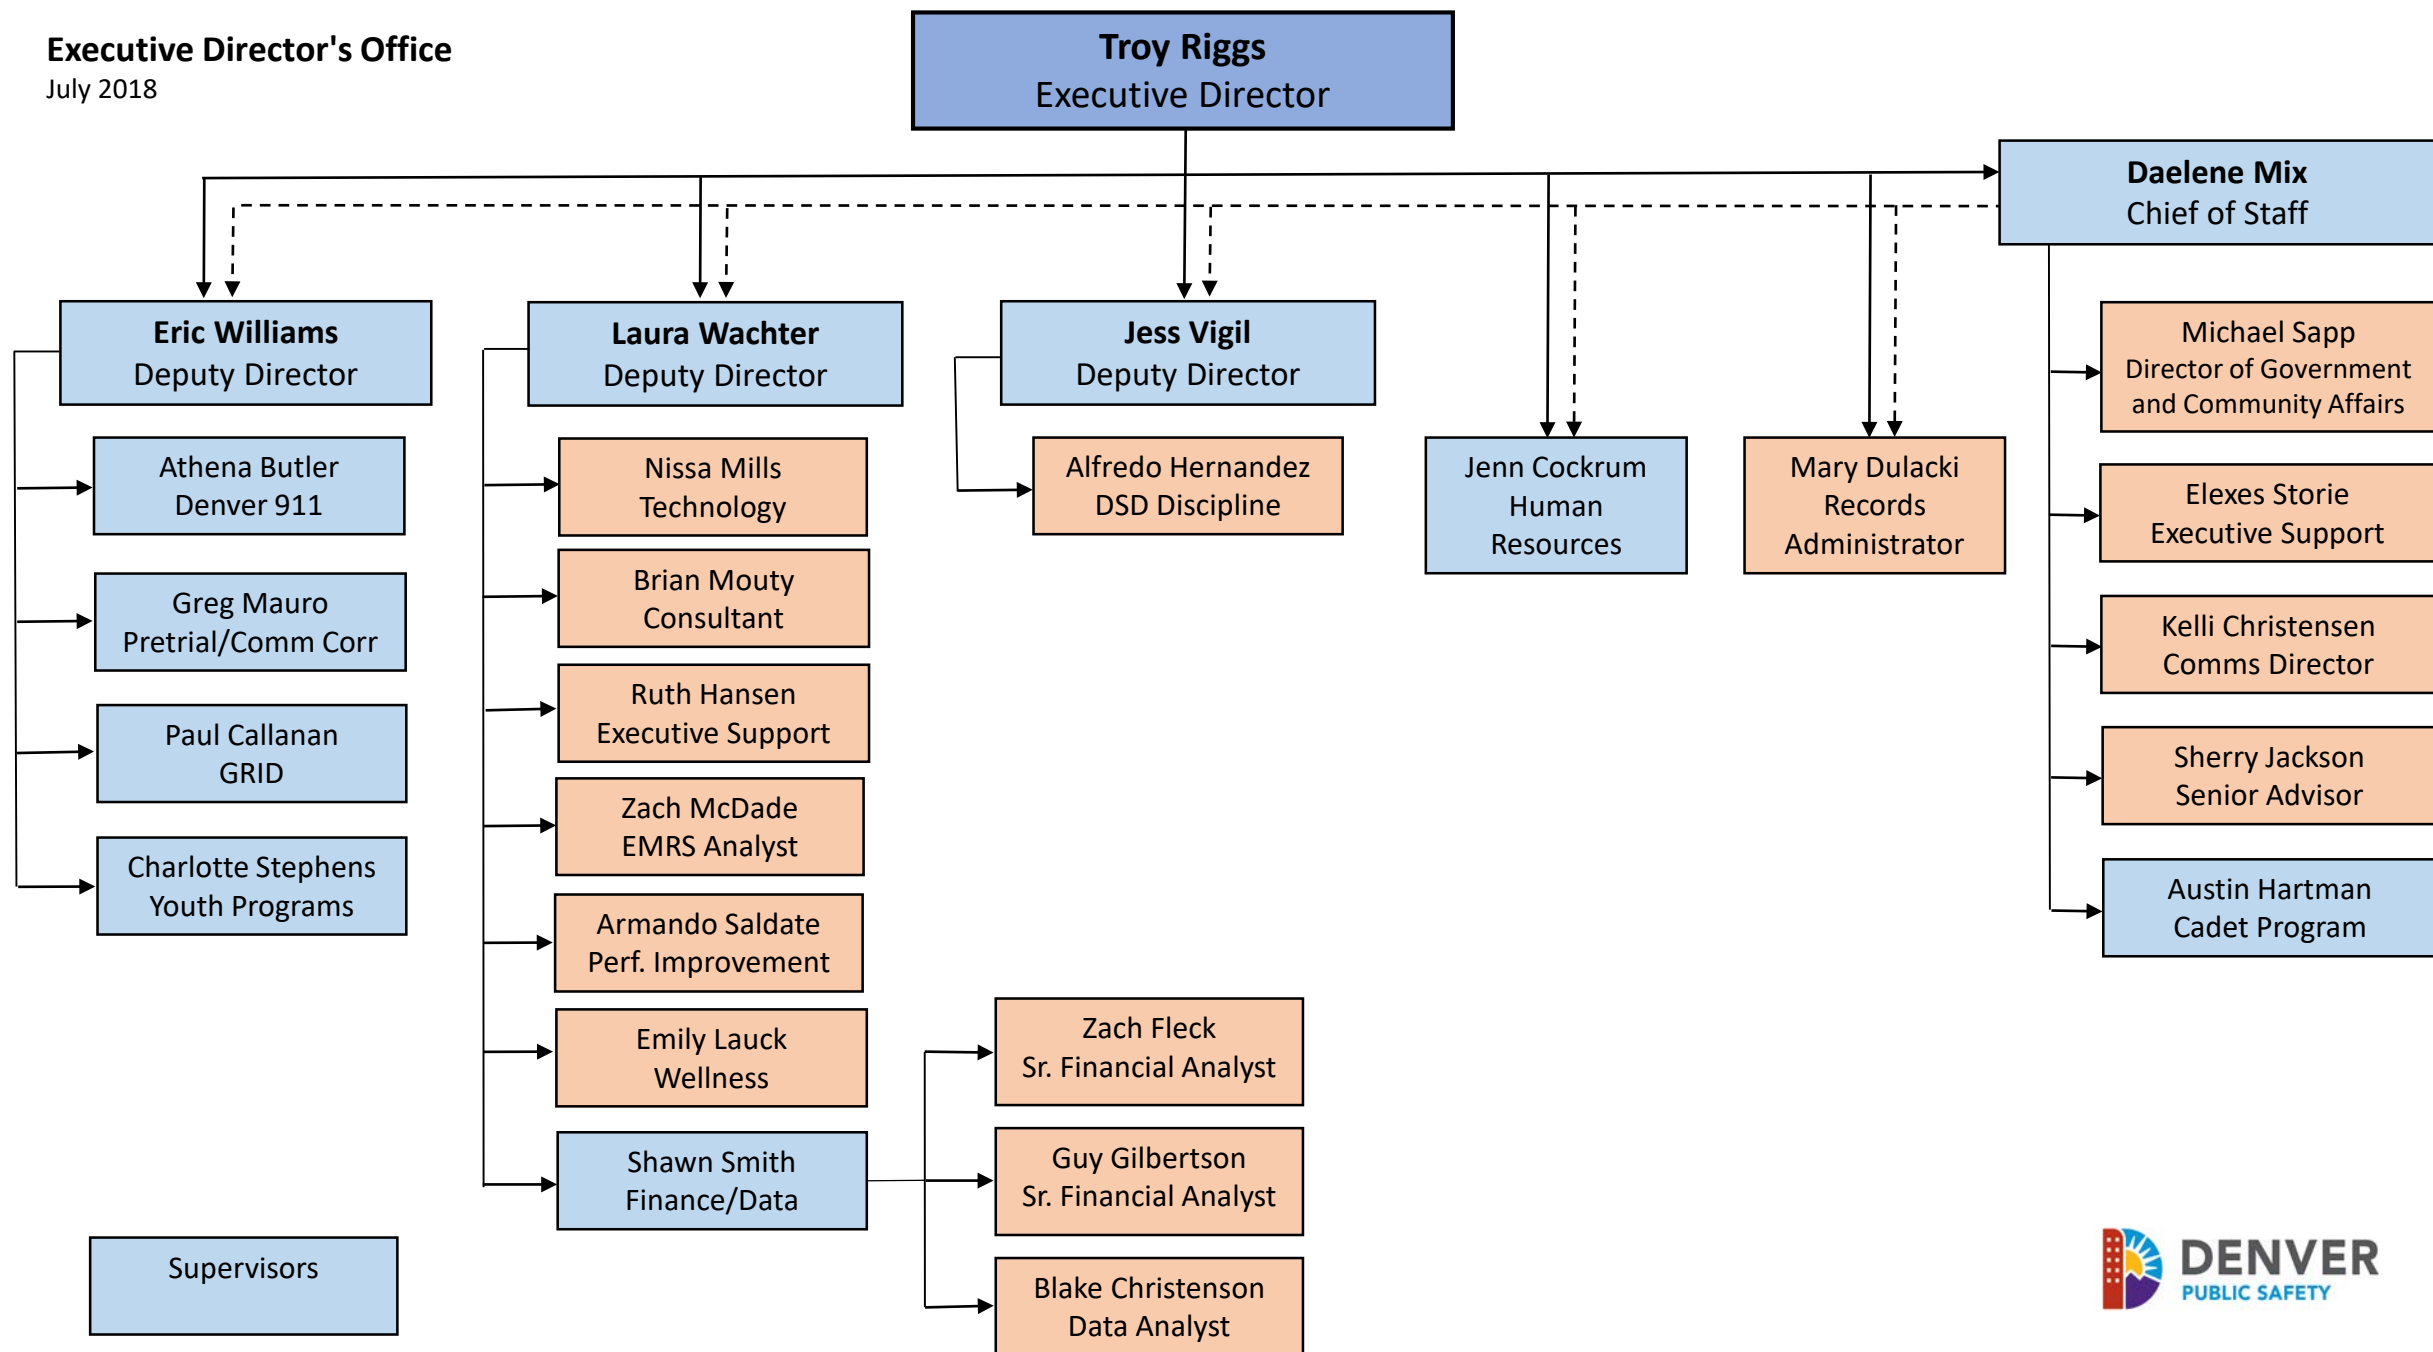 Executive Director's Office
July 2018
Troy Riggs
Executive Director
Daelene Mix
Chief of Staff
Eric Williams
Deputy Director
Laura Wachter
Deputy Director
Jess Vigil
Deputy Director
Athena Butler
Denver 911
Greg Mauro
Pretrial/Comm Corr
Paul Callanan
GRID
Charlotte Stephens
Youth Programs
Nissa Mills
Technology
Brian Mouty
Consultant
Ruth Hansen
Executive Support
Zach McDade
EMRS Analyst
Armando Saldate
Perf. Improvement
Emily Lauck
Wellness
Shawn Smith
Finance/Data
Zach Fleck
Sr. Financial Analyst
Guy Gilbertson
Sr. Financial Analyst
Blake Christenson
Data Analyst
Alfredo Hernandez
DSD Discipline
Jenn Cockrum
Human
Resources
Mary Dulacki
Records
Administrator
Michael Sapp
Director of Government
and Community Affairs
Elexes Storie
Executive Support
Kelli Christensen
Comms Director
Sherry Jackson
Senior Advisor
Austin Hartman
Cadet Program
Supervisors
DENVER
PUBLIC SAFETY